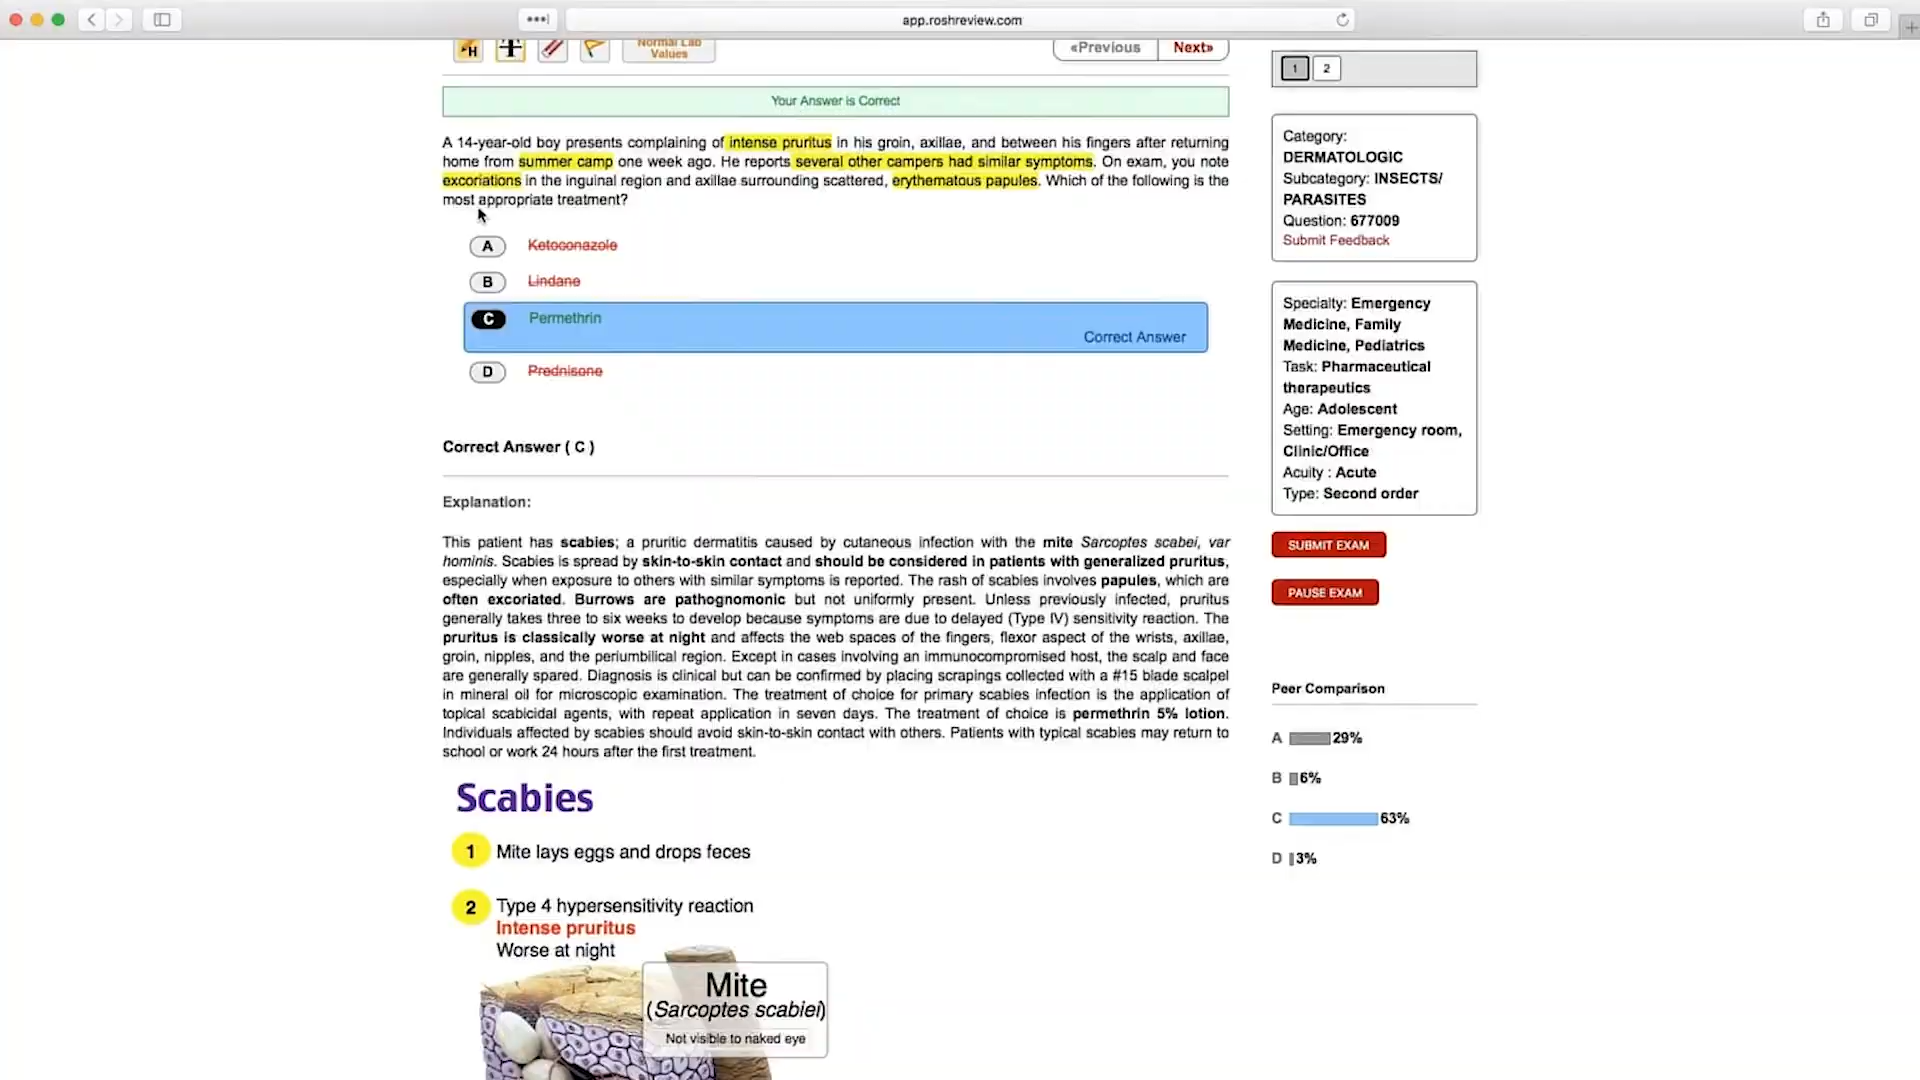 app.roshreview.com
H
Normal Lab
Values
«Previous
Next»
1
2
Your Answer is Correct
A 14-year-old boy presents complaining of intense pruritus in his groin, axillae, and between his fingers after returning
home from summer camp one week ago. He reports several other campers had similar symptoms. On exam, you note
excoriations in the inguinal region and axillae surrounding scattered, erythematous papules. Which of the following is the
most appropriate treatment?
A Ketoconazole
B Lindane
C Permethrin
Correct Answer
D Prednisone
Correct Answer ( C )
Explanation:
This patient has scabies; a pruritic dermatitis caused by cutaneous infection with the mite Sarcoptes scabei, var
hominis. Scabies is spread by skin-to-skin contact and should be considered in patients with generalized pruritus,
especially when exposure to others with similar symptoms is reported. The rash of scabies involves papules, which are
often excoriated. Burrows are pathognomonic but not uniformly present. Unless previously infected, pruritus
generally takes three to six weeks to develop because symptoms are due to delayed (Type IV) sensitivity reaction. The
pruritus is classically worse at night and affects the web spaces of the fingers, flexor aspect of the wrists, axillae,
groin, nipples, and the periumbilical region. Except in cases involving an immunocompromised host, the scalp and face
are generally spared. Diagnosis is clinical but can be confirmed by placing scrapings collected with a #15 blade scalpel
in mineral oil for microscopic examination. The treatment of choice for primary scabies infection is the application of
topical scabicidal agents, with repeat application in seven days. The treatment of choice is permethrin 5% lotion.
Individuals affected by scabies should avoid skin-to-skin contact with others. Patients with typical scabies may return to
school or work 24 hours after the first treatment.
Scabies
1 Mite lays eggs and drops feces
2 Type 4 hypersensitivity reaction
Intense pruritus
Worse at night
Mite
(Sarcoptes scabiei)
Not visible to naked eye
Category:
DERMATOLOGIC
Subcategory: INSECTS/
PARASITES
Question: 677009
Submit Feedback
Specialty: Emergency
Medicine, Family
Medicine, Pediatrics
Task: Pharmaceutical
therapeutics
Age: Adolescent
Setting: Emergency room,
Clinic/Office
Acuity : Acute
Type: Second order
SUBMIT EXAM
PAUSE EXAM
Peer Comparison
A 29%
B 6%
C 63%
D 3%